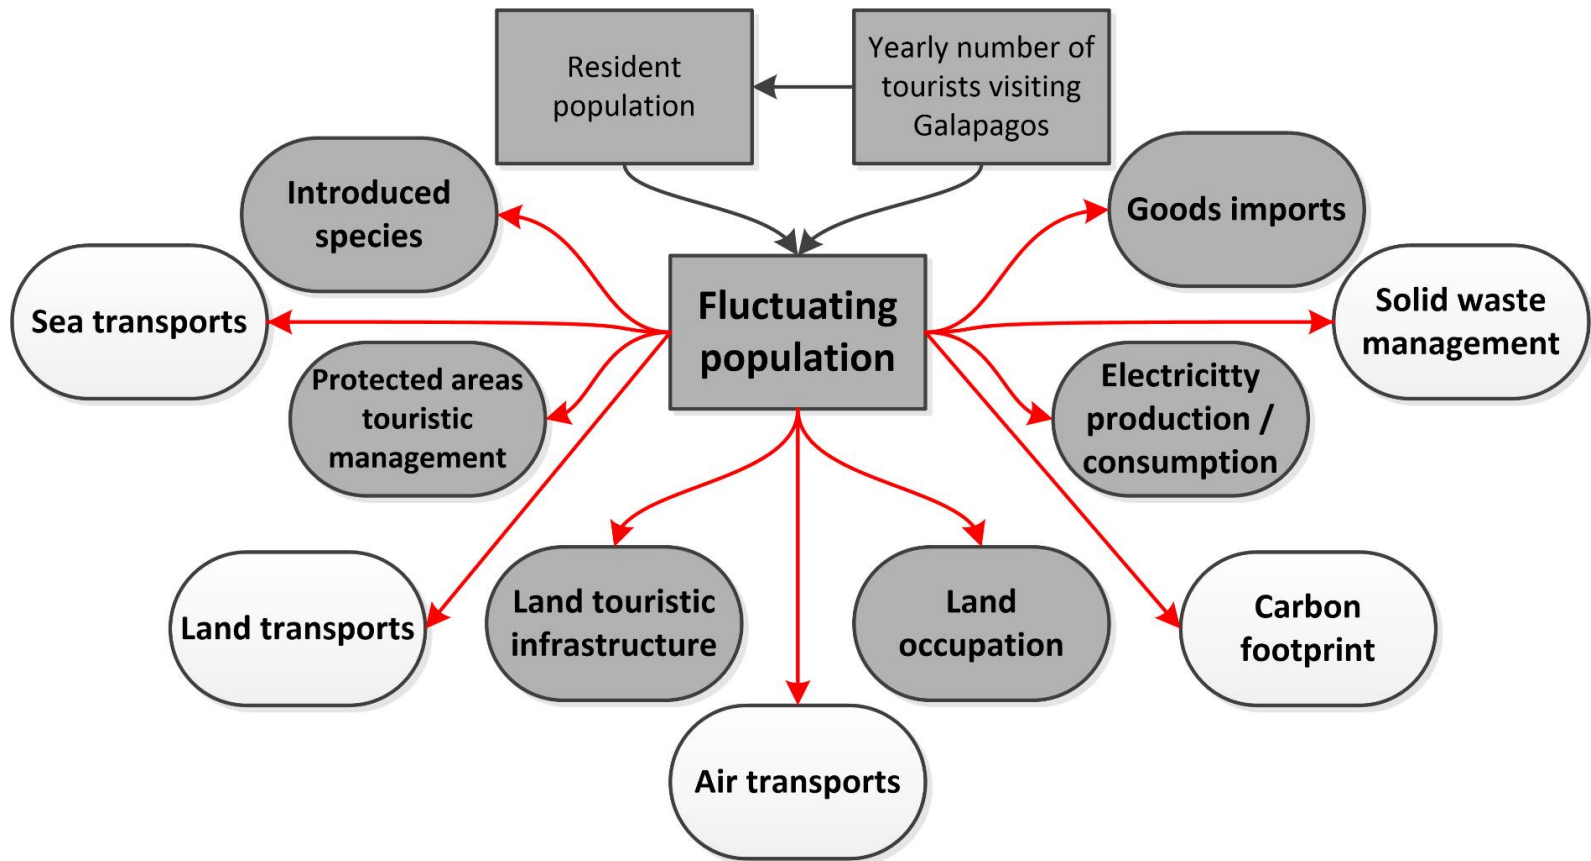 Resident
population
Yearly number of
tourists visiting
Galapagos
Introduced
species
Goods imports
Sea transports
Fluctuating
population
Solid waste
management
Protected areas
touristic
management
Electricitty
production /
consumption
Land transports
Land touristic
infrastructure
Land
occupation
Carbon
footprint
Air transports